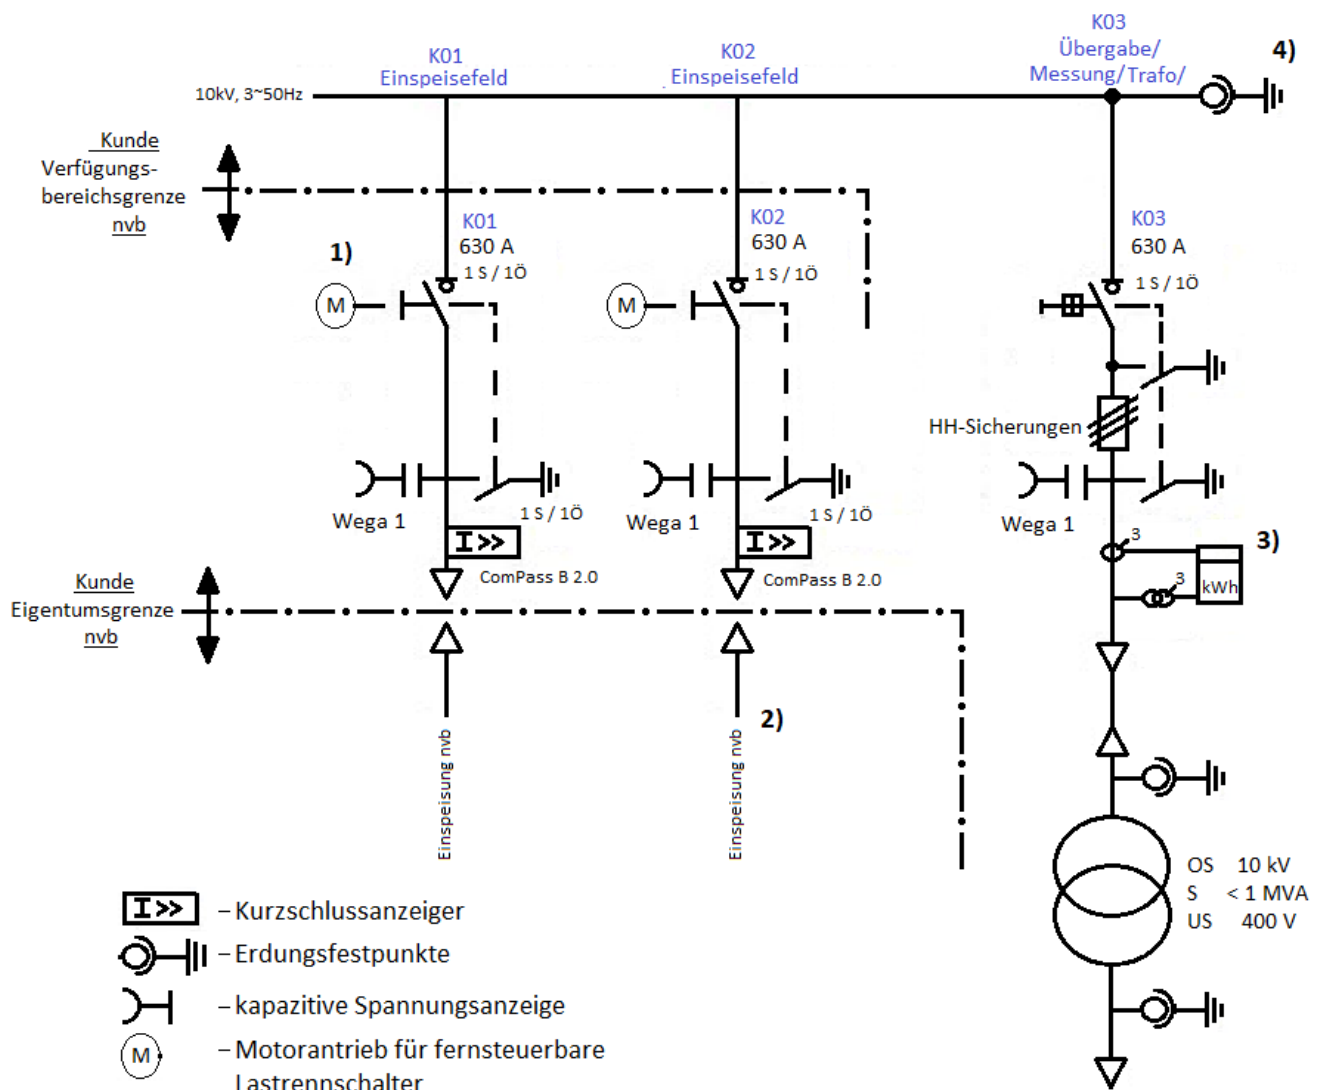 K01
Einspeisefeld
K02
Einspeisefeld
K03
Übergabe/
Messung/Trafo/
4)
10kV, 3~50Hz
Kunde
Verfügungs-
bereichsgrenze
nvb
K01
630 A
1 S / 1Ö
1)
M
K02
630 A
1 S / 1Ö
M
K03
630 A
1 S / 1Ö
HH-Sicherungen
Wega 1
1 S / 1Ö
I >>
ComPass B 2.0
Wega 1
1 S / 1Ö
I >>
ComPass B 2.0
Wega 1
3
3)
3
kWh
Kunde
Eigentumsgrenze
nvb
2)
Einspeisung nvb
Einspeisung nvb
OS 10 kV
S < 1 MVA
US 400 V
I >> – Kurzschlussanzeiger
– Erdungsfestpunkte
– kapazitive Spannungsanzeige
M – Motorantrieb für fernsteuerbare
Lastrennschalter